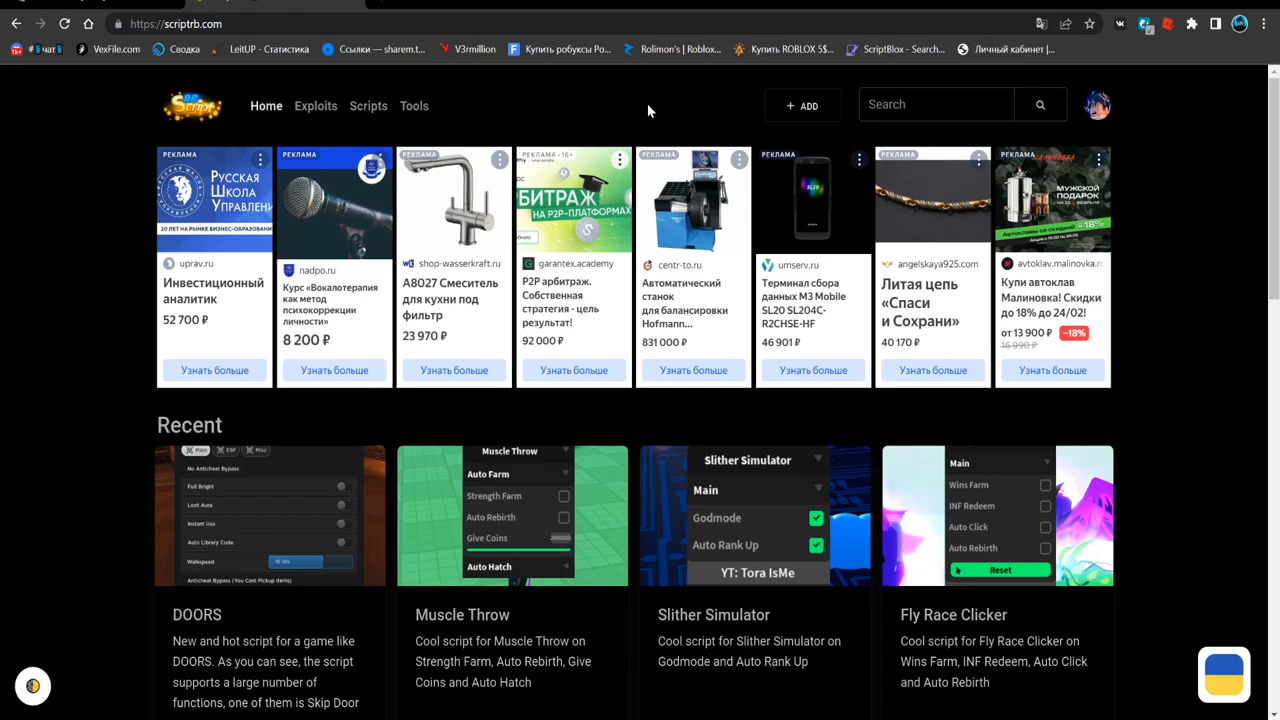 https://scriptrb.com
VexFile.com
Сводка
LeitUP - Статистика
Ссылки — sharem.t...
V3rmillion
Купить робуксы Ро...
Rolimon's | Roblox...
Купить ROBLOX 5$...
ScriptBlox - Search...
Личный кабинет |...
Script
Home
Exploits
Scripts
Tools
+ ADD
Search
РЕКЛАМА
РЕКЛАМА
РЕКЛАМА
РЕКЛАМА • 16+
РЕКЛАМА
РЕКЛАМА
РЕКЛАМА
РЕКЛАМА
РУССКАЯ
ШКОЛА
УПРАВЛЕНИ
20 ЛЕТ НА РЫНКЕ БИЗНЕС-ОБРАЗОВАН
БИТРАЖ
НА P2P-ПЛАТФОРМАХ
SL20
МУЖСКОЙ
ПОДАРОК
uprav.ru
Инвестиционный
аналитик
52 700 ₽
Узнать больше
nadpo.ru
Курс «Вокалотерапия
как метод
психокоррекции
личности»
8 200 ₽
Узнать больше
shop-wasserkraft.ru
A8027 Смеситель
для кухни под
фильтр
23 970 ₽
Узнать больше
garantex.academy
P2P арбитраж.
Собственная
стратегия - цель
результат!
92 000 ₽
Узнать больше
centr-to.ru
Автоматический
станок
для балансировки
Hofmann...
831 000 ₽
Узнать больше
umserv.ru
Терминал сбора
данных M3 Mobile
SL20 SL204C-
R2CHSE-HF
46 901 ₽
Узнать больше
angelskaya925.com
Литая цепь
«Спаси
и Сохрани»
40 170 ₽
Узнать больше
avtoklav.malinovka.ru
Купи автоклав
Малиновка! Скидки
до 18% до 24/02!
от 13 900 ₽
–18%
16 990 ₽
Узнать больше
Recent
Main
ESP
Misc
No Anticheat Bypass
Full Bright
Loot Aura
Instant Use
Auto Library Code
Walkspeed
Anticheat Bypass (You Cant Pickup Items)
Muscle Throw
Auto Farm
Strength Farm
Auto Rebirth
Give Coins
Auto Hatch
Slither Simulator
Main
Godmode
Auto Rank Up
YT: Tora IsMe
Main
Wins Farm
INF Redeem
Auto Click
Auto Rebirth
Reset
DOORS
New and hot script for a game like
DOORS. As you can see, the script
supports a large number of
functions, one of them is Skip Door
Muscle Throw
Cool script for Muscle Throw on
Strength Farm, Auto Rebirth, Give
Coins and Auto Hatch
Slither Simulator
Cool script for Slither Simulator on
Godmode and Auto Rank Up
Fly Race Clicker
Cool script for Fly Race Clicker on
Wins Farm, INF Redeem, Auto Click
and Auto Rebirth